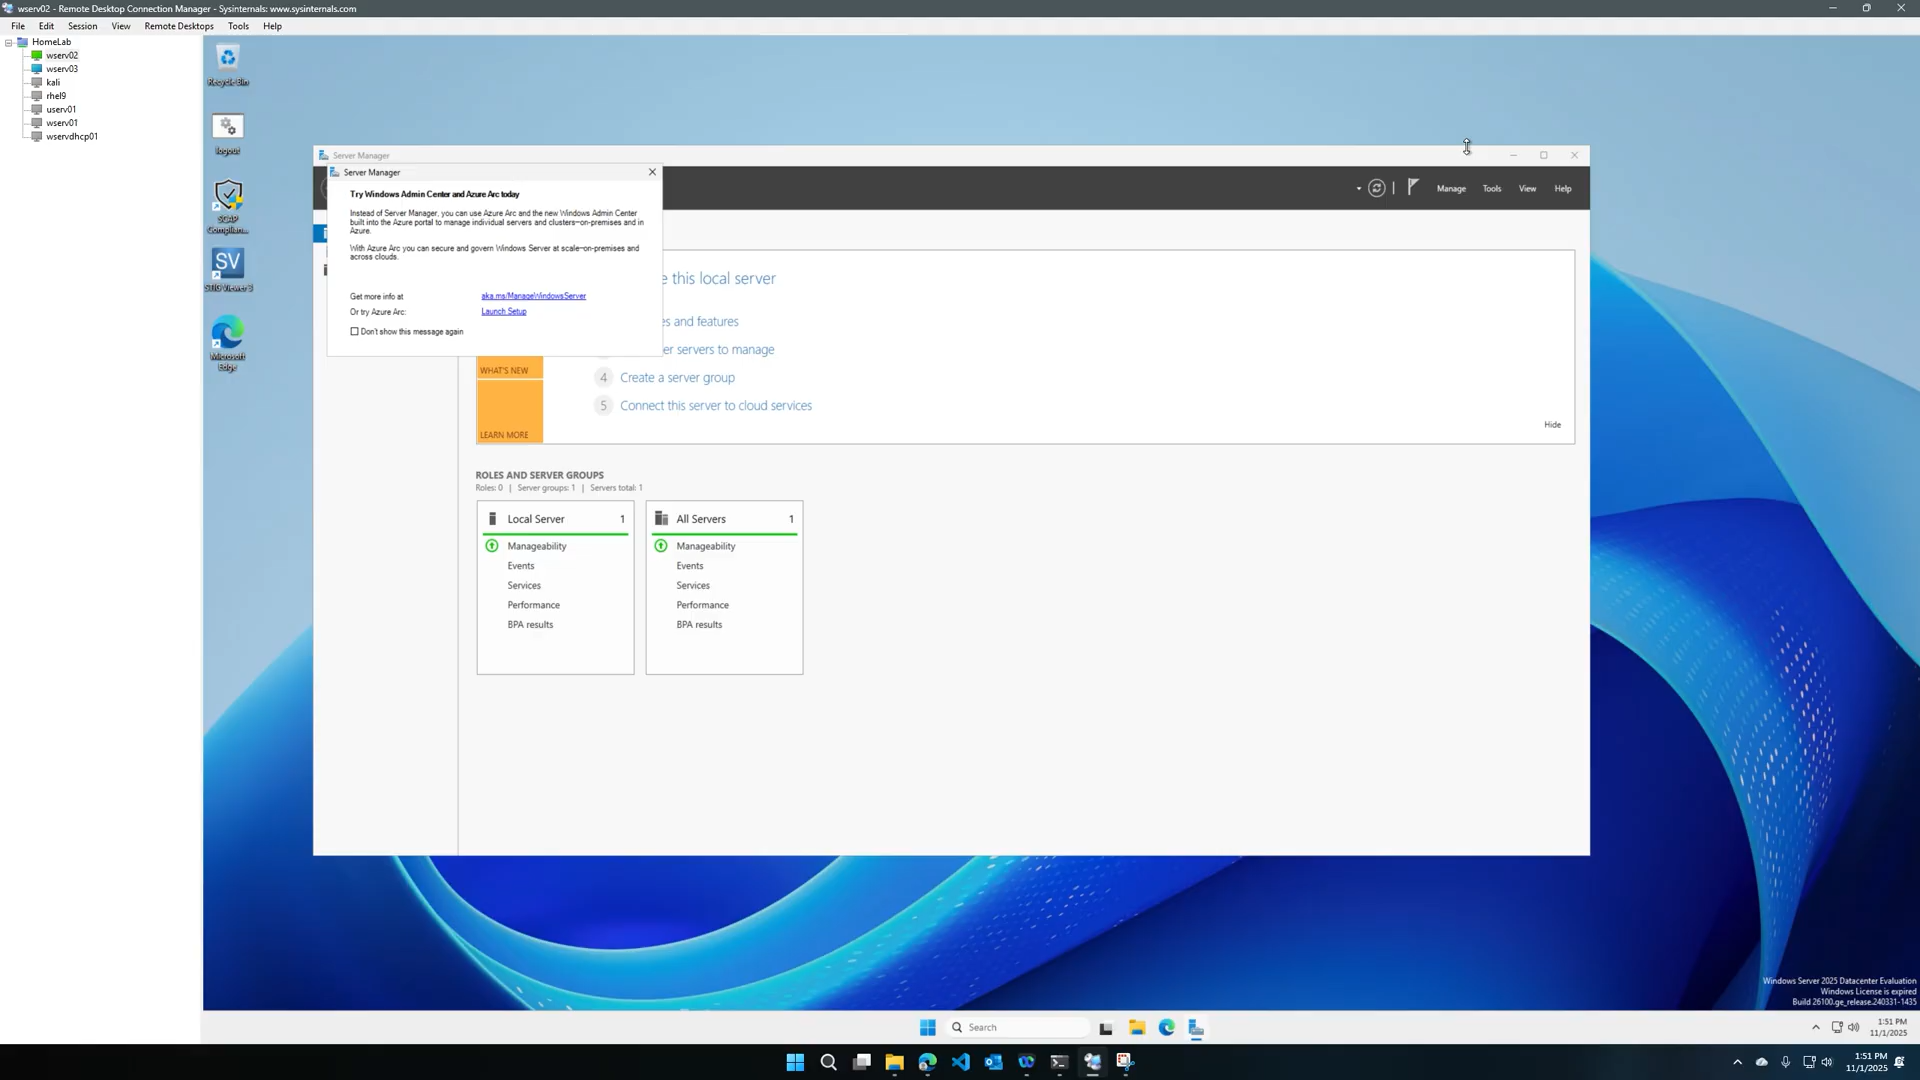 wserv02 - Remote Desktop Connection Manager - Sysinternals: www.sysinternals.com
File Edit Session View Remote Desktops Tools Help
HomeLab
wserv02
wserv03
kali
rhel9
userv01
wserv01
wservdhcp01
Recycle Bin
logout
SCAP
Complian...
SV
STIG Viewer 3
Microsoft
Edge
Server Manager
Manage Tools View Help
Server Manager
Try Windows Admin Center and Azure Arc today
Instead of Server Manager, you can use Azure Arc and the new Windows Admin Center
built into the Azure portal to manage individual servers and clusters–on-premises and in
Azure.
With Azure Arc you can secure and govern Windows Server at scale–on-premises and
across clouds.
Get more info at aka.ms/ManageWindowsServer
Or try Azure Arc: Launch Setup
Don't show this message again
e this local server
es and features
er servers to manage
4 Create a server group
5 Connect this server to cloud services
WHAT'S NEW
LEARN MORE
Hide
ROLES AND SERVER GROUPS
Roles: 0 | Server groups: 1 | Servers total: 1
Local Server 1
Manageability
Events
Services
Performance
BPA results
All Servers 1
Manageability
Events
Services
Performance
BPA results
Windows Server 2025 Datacenter Evaluation
Windows License is expired
Build 26100.ge_release.240331-1435
Search
1:51 PM
11/1/2025
1:51 PM
11/1/2025